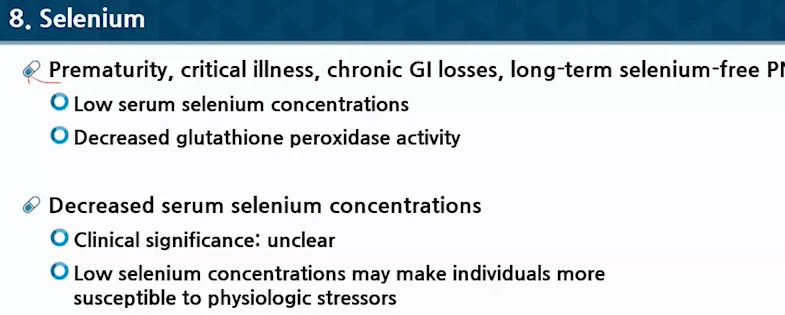 8. Selenium
Prematurity, critical illness, chronic GI losses, long-term selenium-free PN
Low serum selenium concentrations
Decreased glutathione peroxidase activity
Decreased serum selenium concentrations
Clinical significance: unclear
Low selenium concentrations may make individuals more
susceptible to physiologic stressors